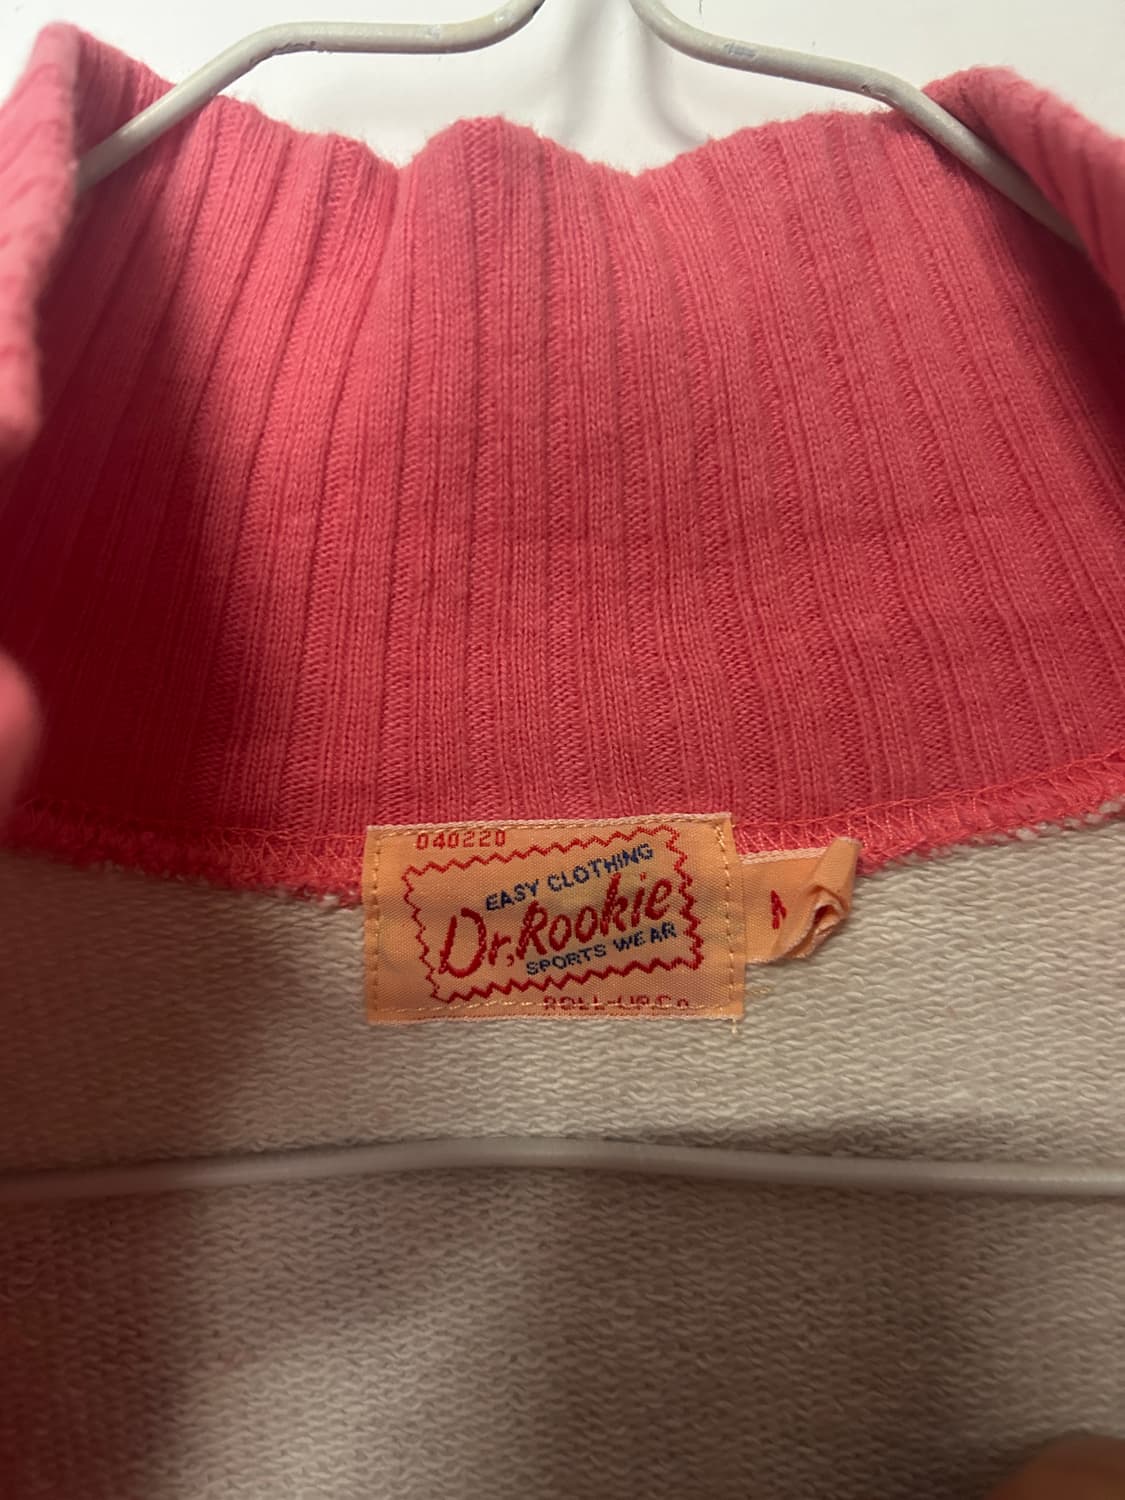 040220
EASY CLOTHING
Dr. Rookie
SPORTS WEAR
ROLL-UP Co